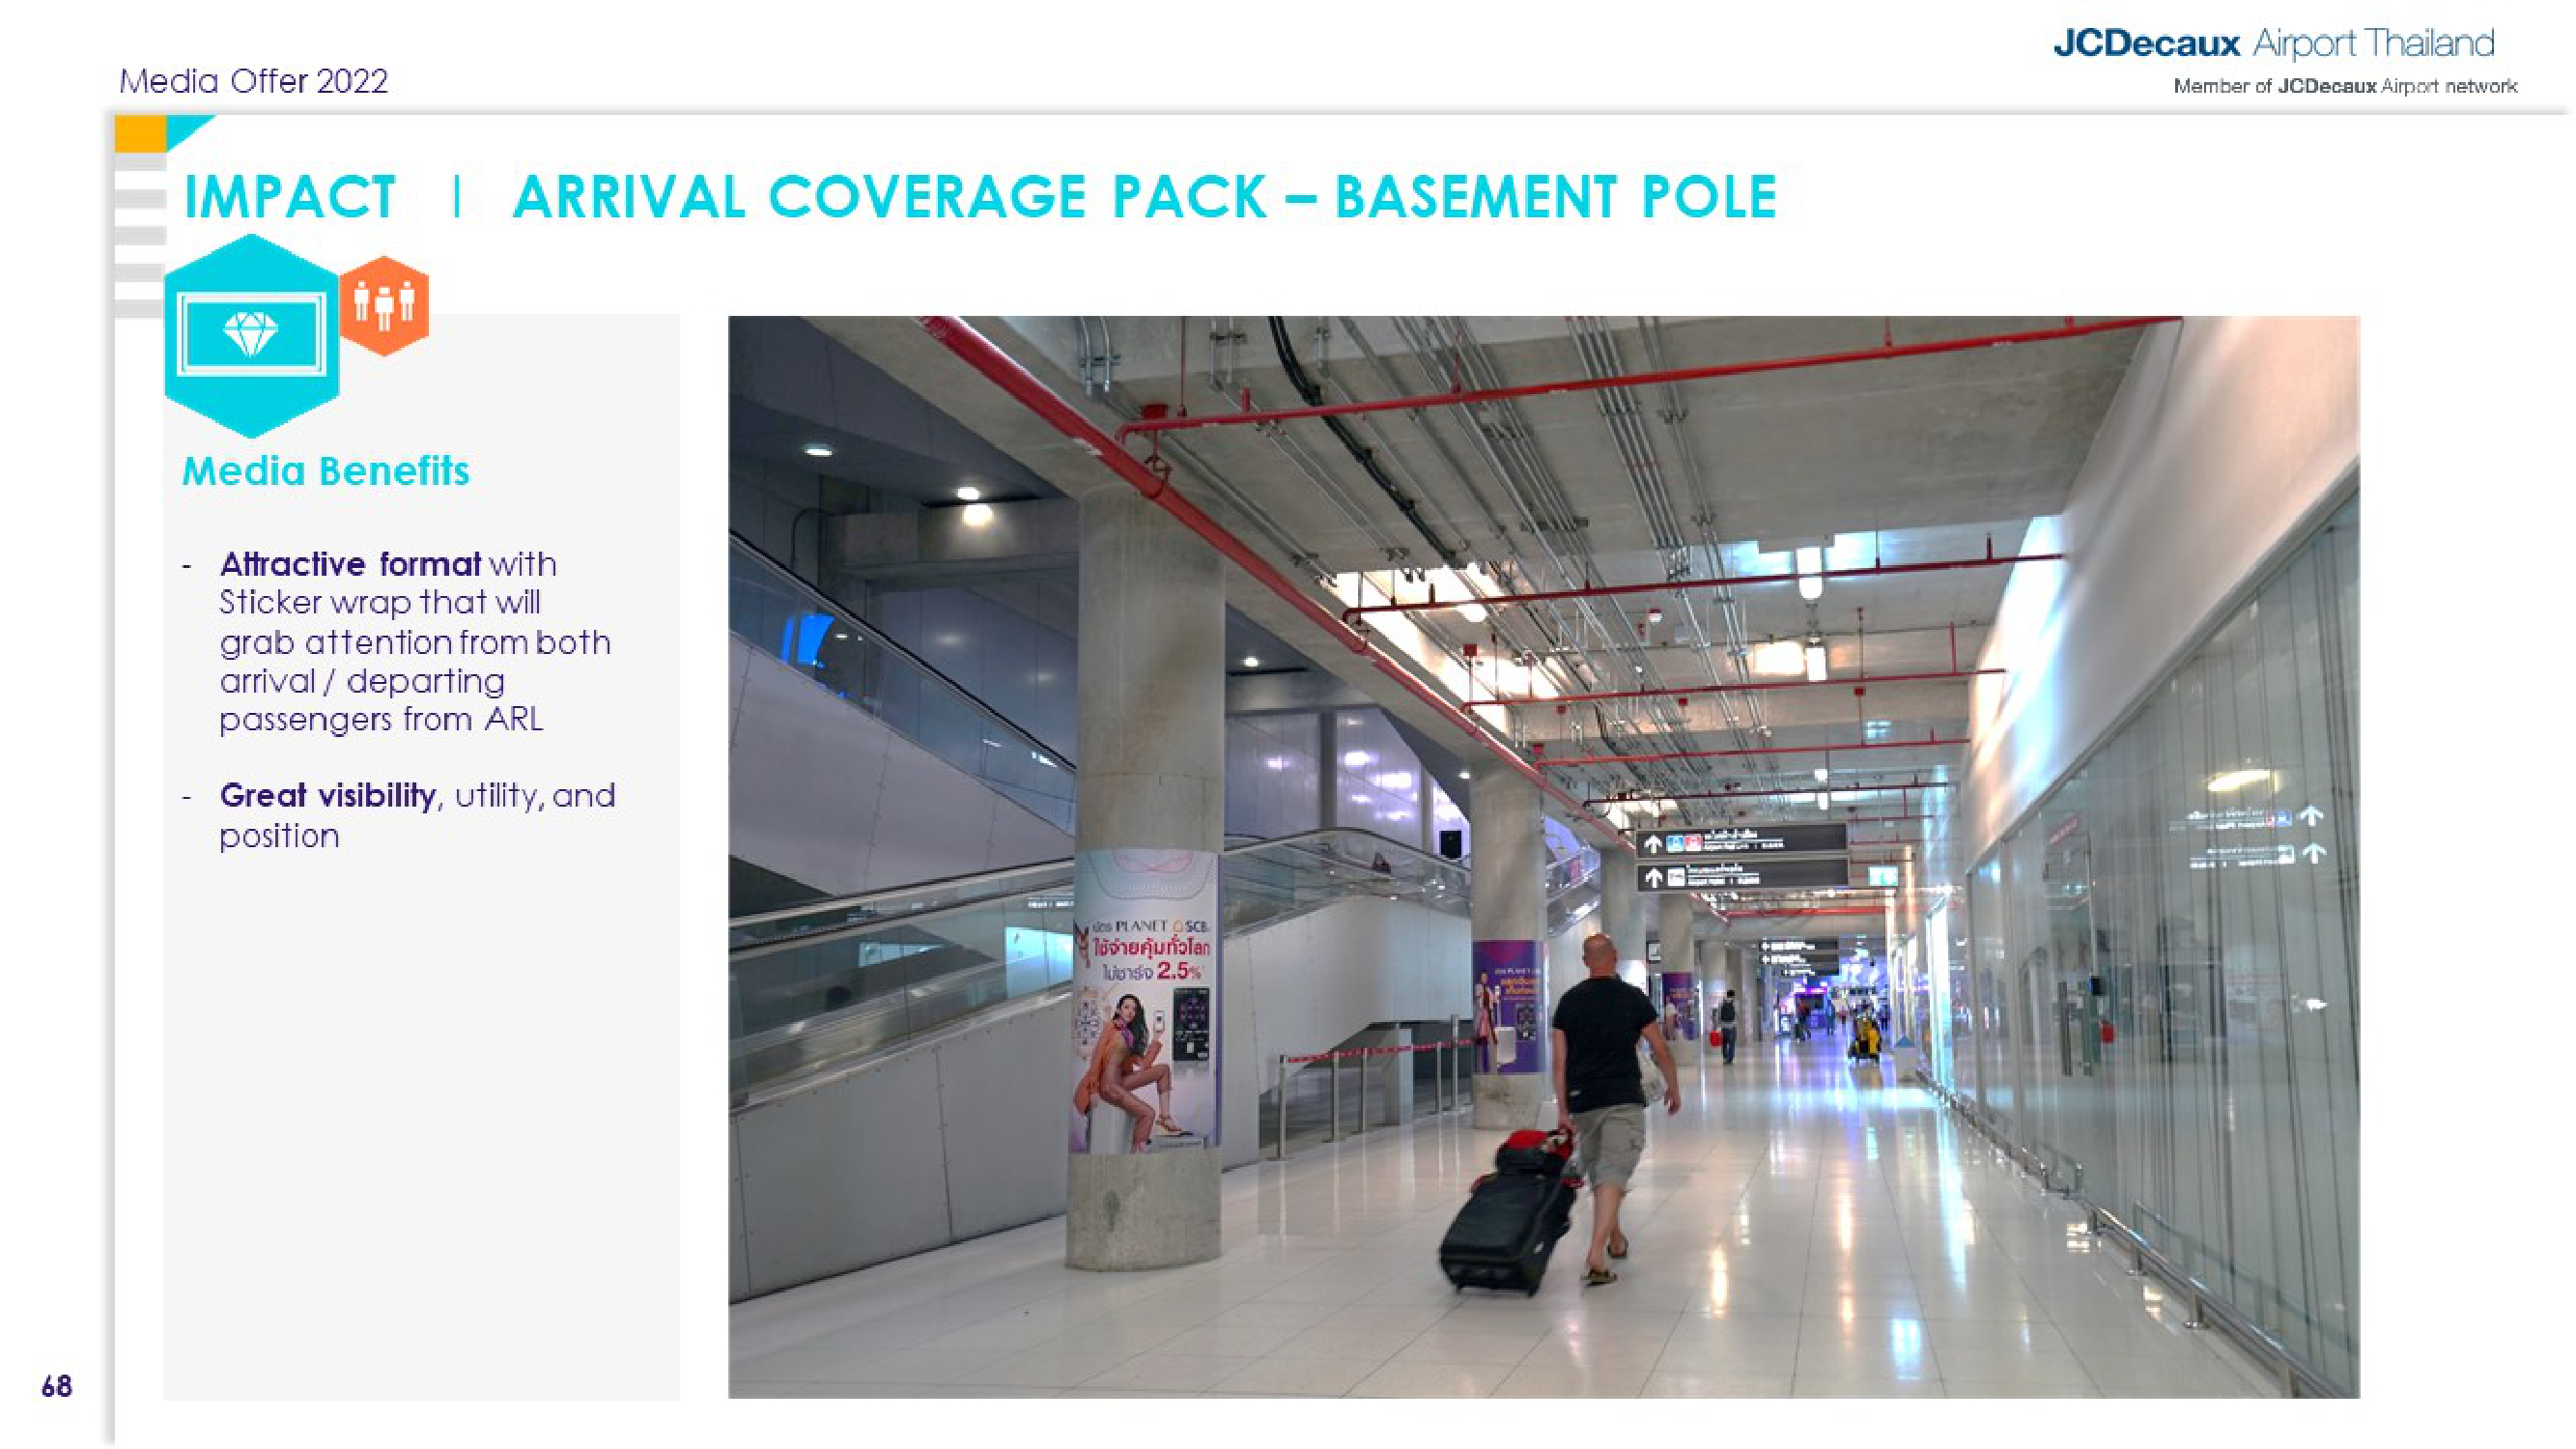 JCDecaux Airport Thailand
Member of JCDecaux Airport network
Media Offer 2022
IMPACT | ARRIVAL COVERAGE PACK – BASEMENT POLE
Media Benefits
- Attractive format with
Sticker wrap that will
grab attention from both
arrival / departing
passengers from ARL
- Great visibility, utility, and
position
PLANET SCB
ใช้จ่ายคุ้มทั่วโลก
ไม่ชาร์จ 2.5%
68